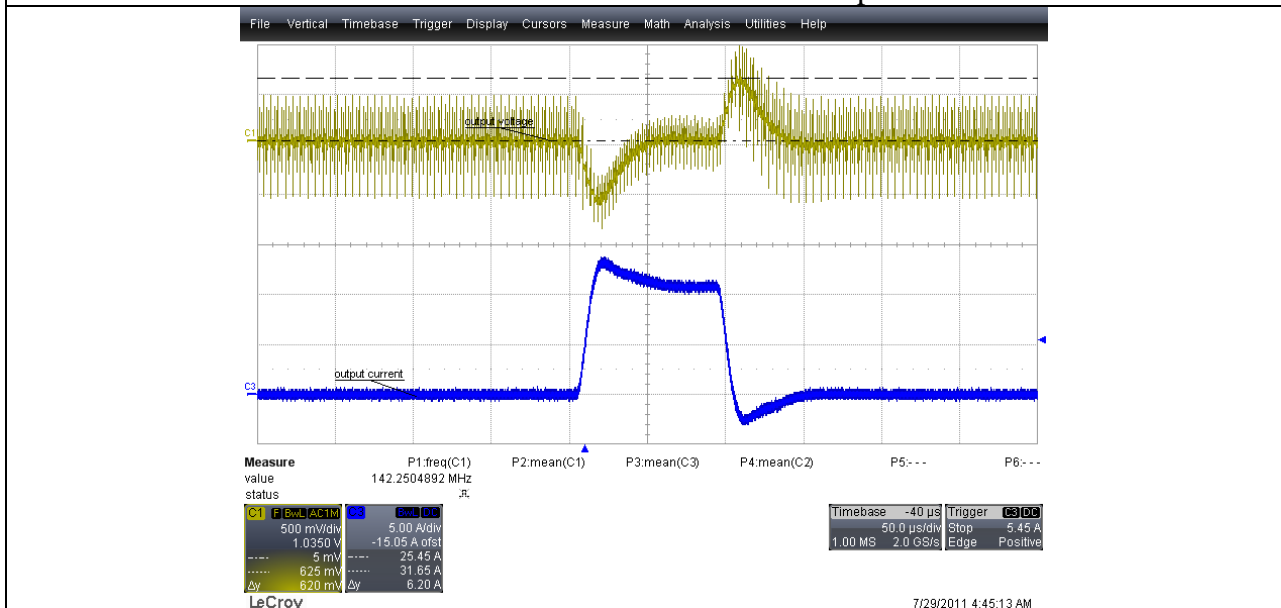 File Vertical Timebase Trigger Display Cursors Measure Math Analysis Utilities Help
C1
output voltage
C3
output current
Measure P1:freq(C1) P2:mean(C1) P3:mean(C3) P4:mean(C2) P5:- - - P6:- - -
value 142.2504892 MHz
status
C1 F BwL AC1M
500 mV/div
1.0350 V
5 mV
625 mV
Δy 620 mV
5.00 A/div
-15.05 A ofst
25.45 A
31.65 A
Δy 6.20 A
Timebase -40 µs
50.0 µs/div
1.00 MS 2.0 GS/s
Trigger C3 DC
Stop 5.45 A
Edge Positive
LeCroy
7/29/2011 4:45:13 AM